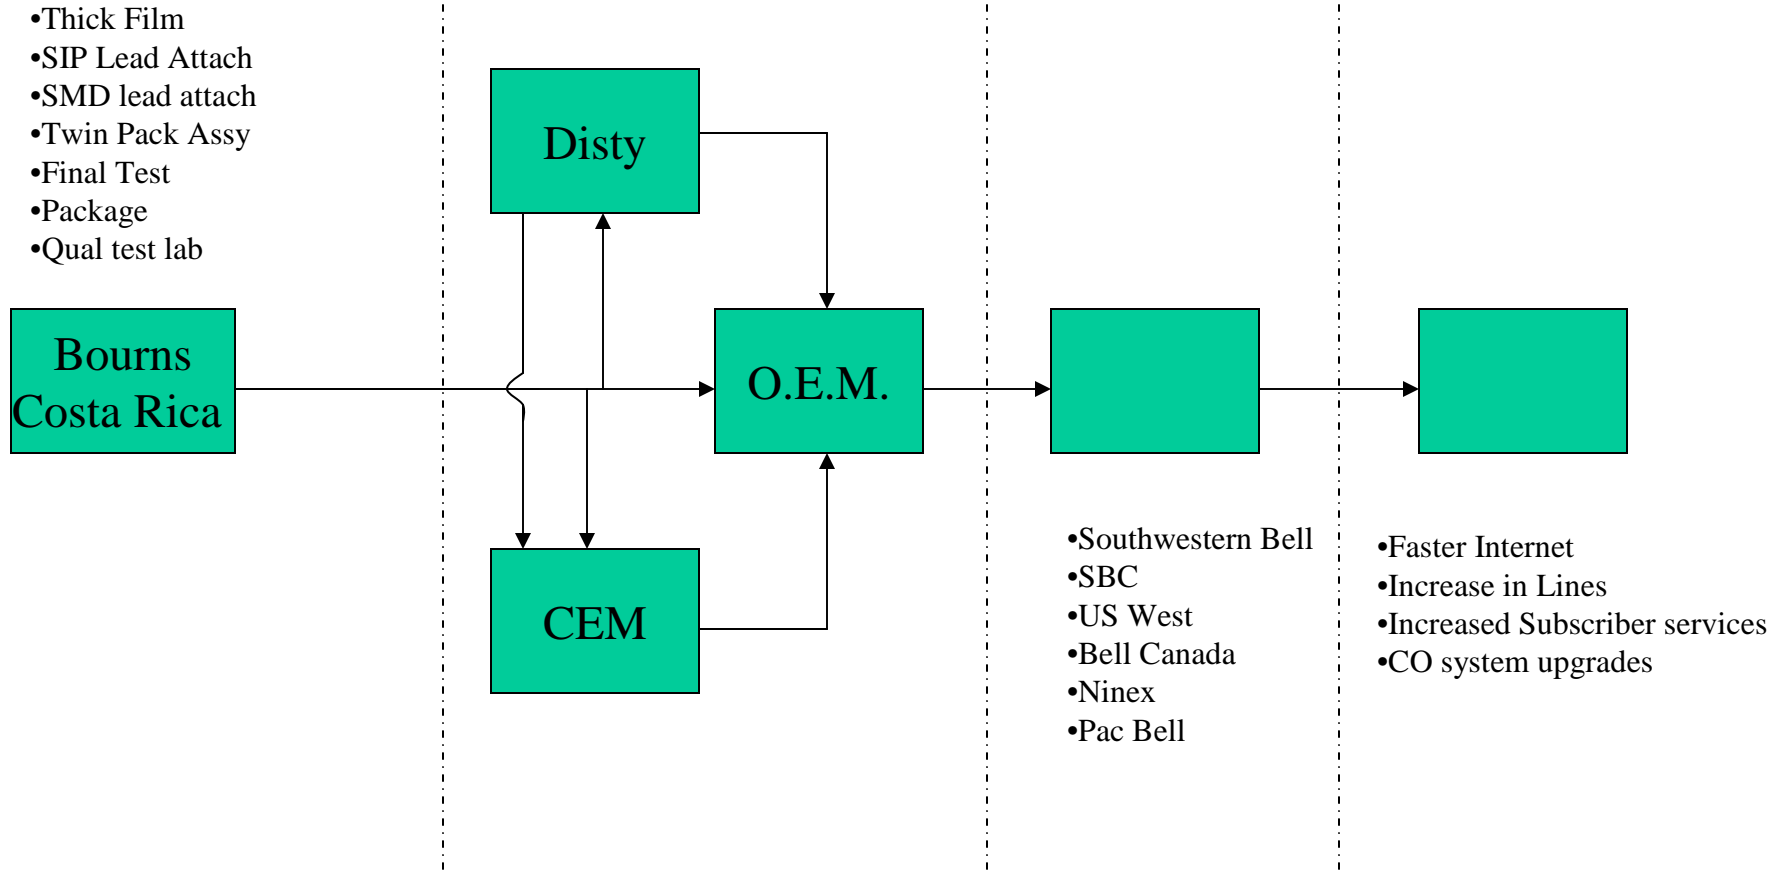 •Thick Film
•SIP Lead Attach
•SMD lead attach
•Twin Pack Assy
•Final Test
•Package
•Qual test lab
Bourns
Costa Rica
Disty
CEM
O.E.M.
•Southwestern Bell
•SBC
•US West
•Bell Canada
•Ninex
•Pac Bell
•Faster Internet
•Increase in Lines
•Increased Subscriber services
•CO system upgrades